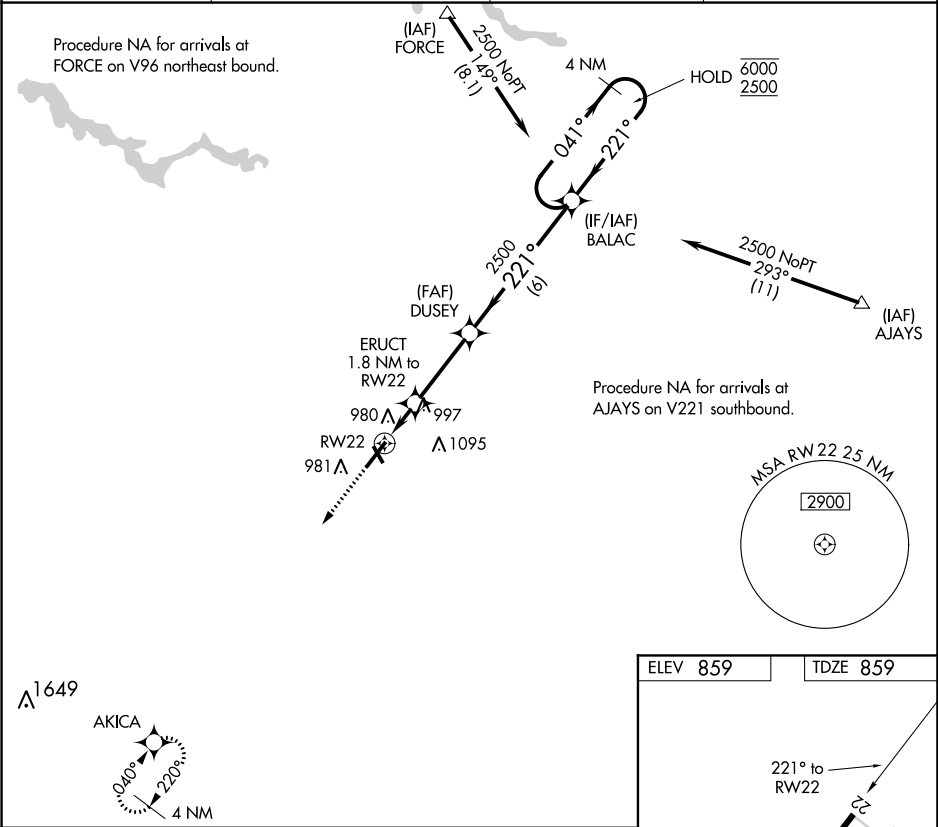 Procedure NA for arrivals at
FORCE on V96 northeast bound.
(IAF)
FORCE
2500 NoPT
149°
(8.1)
4 NM
HOLD
6000
2500
041°
221°
(IF/IAF)
BALAC
2500
221°
(6)
2500 NoPT
293°
(11)
(IAF)
AJAYS
(FAF)
DUSEY
ERUCT
1.8 NM to
RW22
980
997
RW22
1095
981
Procedure NA for arrivals at
AJAYS on V221 southbound.
MSA RW 22 25 NM
2900
1649
AKICA
040°
220°
4 NM
ELEV 859
TDZE 859
221° to
RW22
22